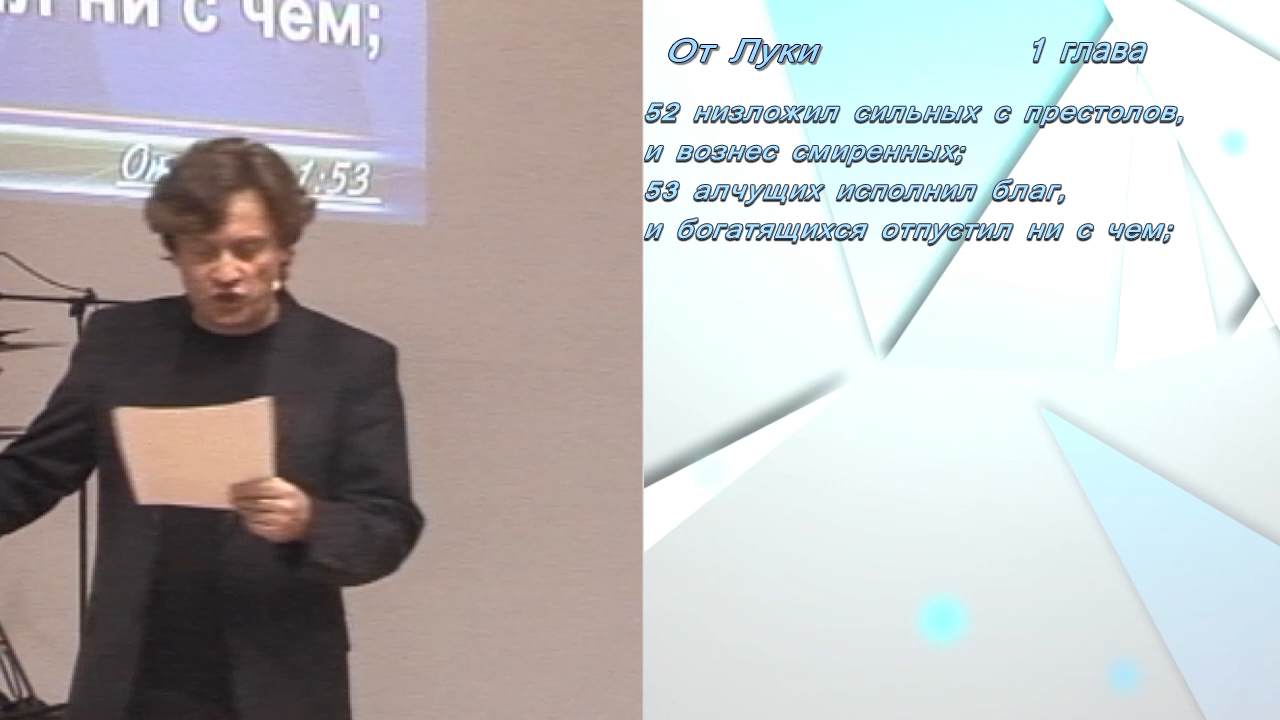 ни с чем;
От 1:53
От Луки 1 глава
52 низложил сильных с престолов,
и вознес смиренных;
53 алчущих исполнил благ,
и богатящихся отпустил ни с чем;